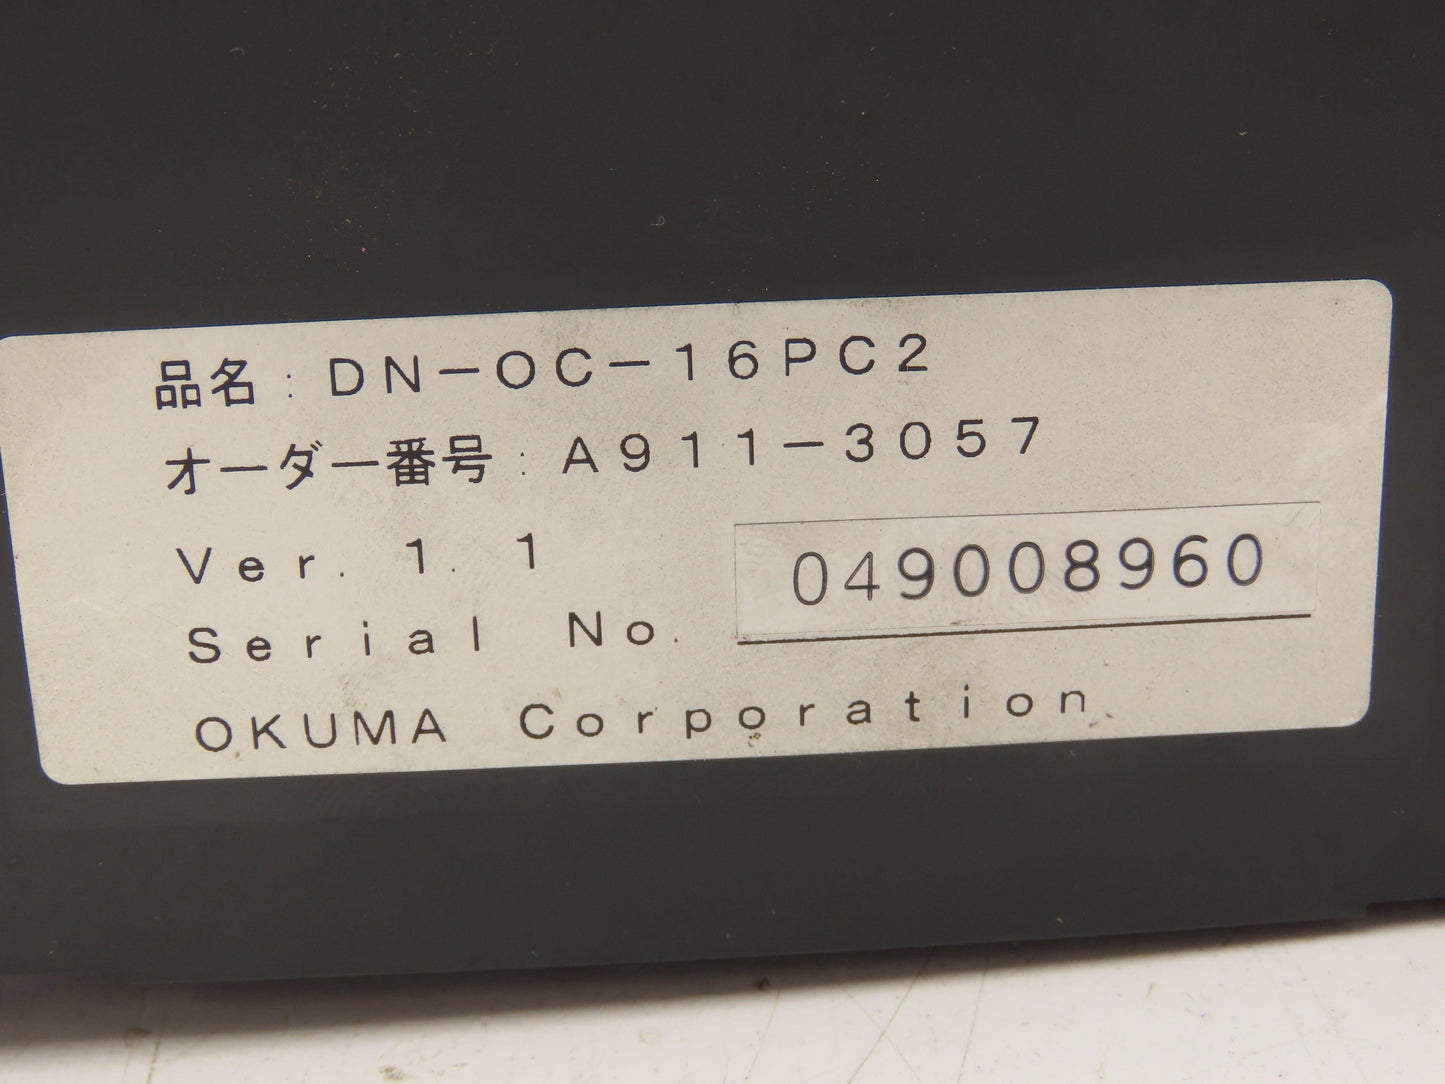 品名：DN－OC－16PC2
オーダー番号：A911－3057
Ver. 1. 1
049008960
Serial No.
OKUMA Corporation